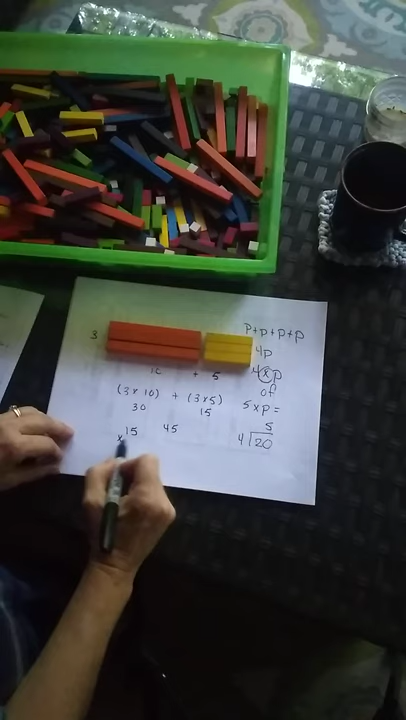 3
10 + 5
(3 x 10) + (3 x 5)
30 15
15 45
x
p+p+p+p
4p
4 x p
of
5 x p =
5
4 20